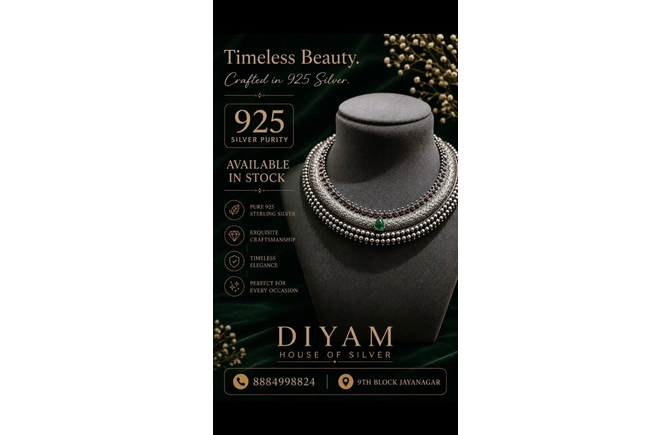 Timeless Beauty.
Crafted in 925 Silver.
925
SILVER PURITY
AVAILABLE
IN STOCK
PURE 925
STERLING SILVER
EXQUISITE
CRAFTSMANSHIP
TIMELESS
ELEGANCE
PERFECT FOR
EVERY OCCASION
DIYAM
HOUSE OF SILVER
8884998824
9TH BLOCK JAYANAGAR